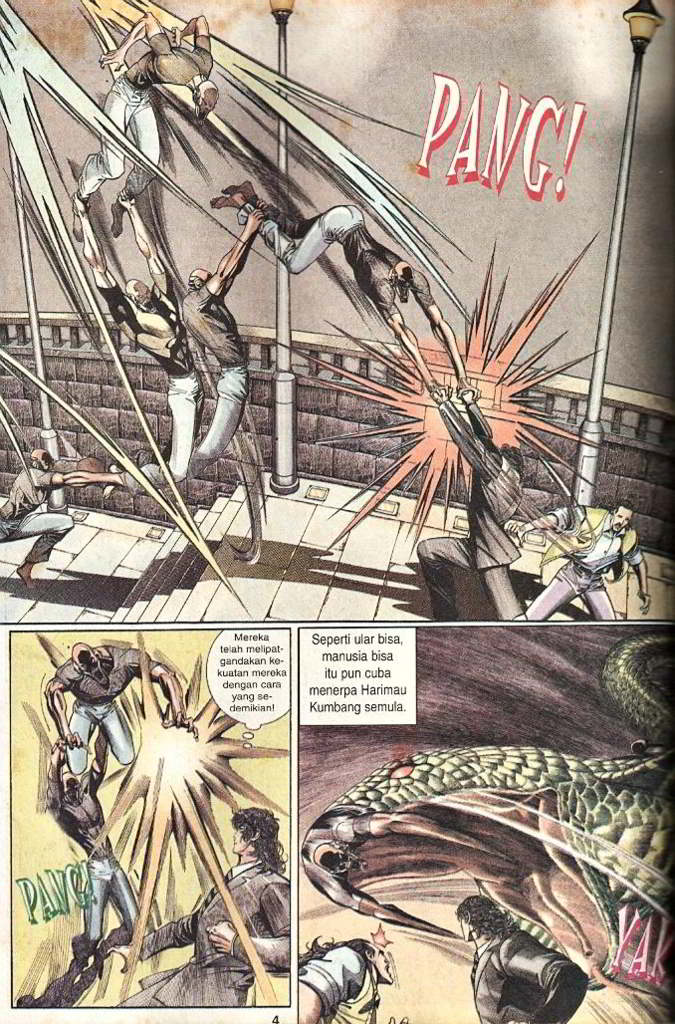 PANG!
Mereka
telah melipat-
gandakan ke-
kuatan mereka
dengan cara
yang se-
demikian!
PANG!
Seperti ular bisa,
manusia bisa
itu pun cuba
menerpa Harimau
Kumbang semula.
YAK
4